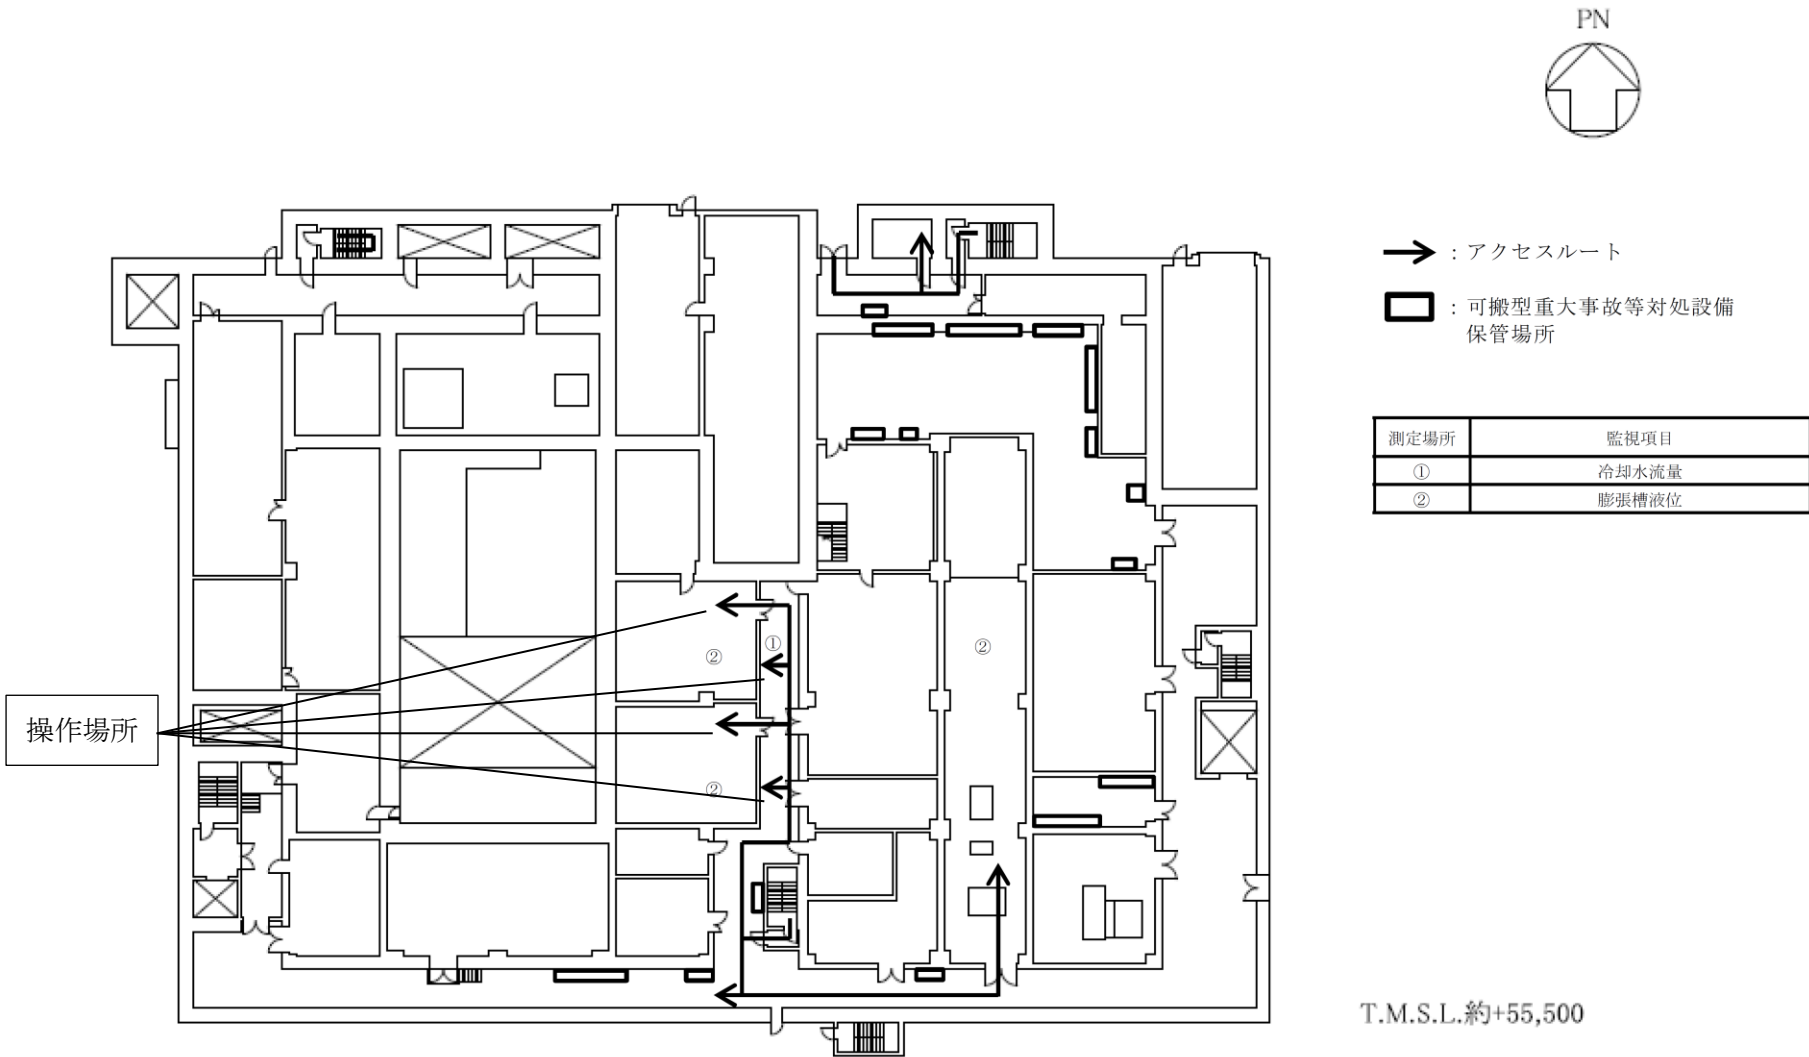 PN
：アクセスルート
：可搬型重大事故等対処設備
保管場所
測定場所 監視項目
① 冷却水流量
② 膨張槽液位
①
②
②
操作場所
②
T.M.S.L.約+55,500